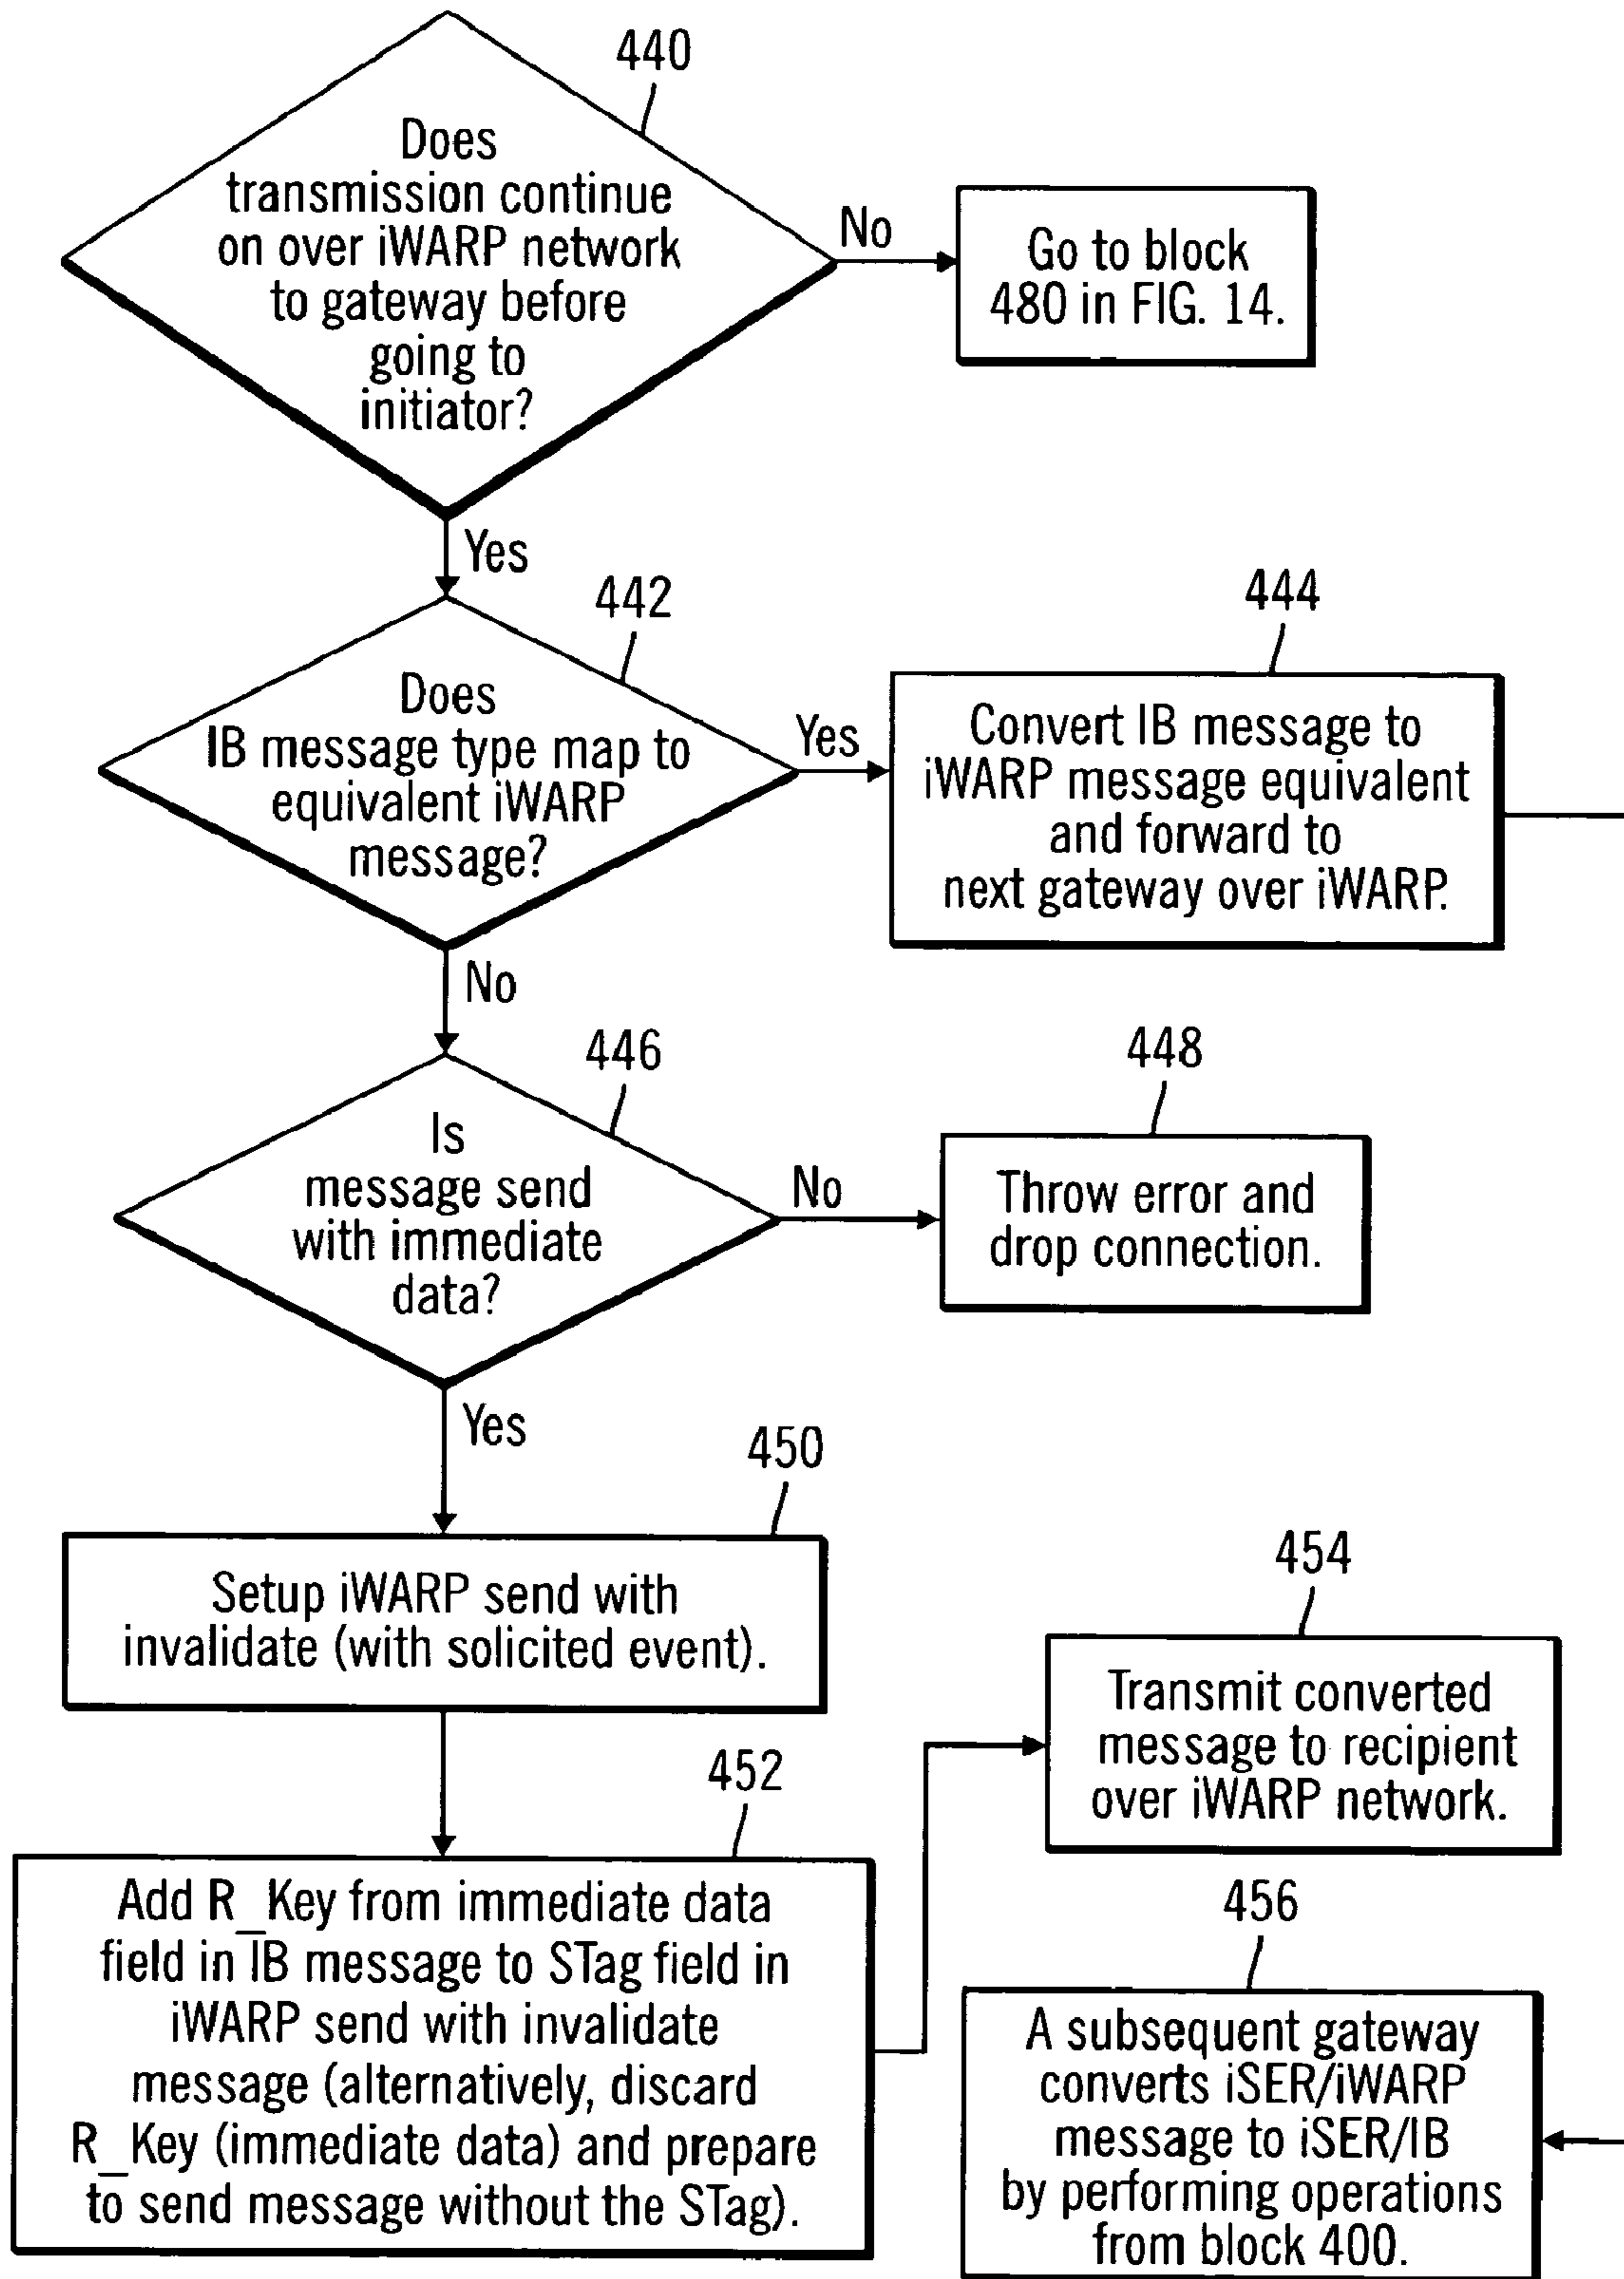 440
Does
transmission continue
on over iWARP network
to gateway before
going to
initiator?
No
Go to block
480 in FIG. 14.
Yes
442
Does
IB message type map to
equivalent iWARP
message?
Yes
444
Convert IB message to
iWARP message equivalent
and forward to
next gateway over iWARP.
No
446
Is
message send
with immediate
data?
No
448
Throw error and
drop connection.
Yes
450
Setup iWARP send with
invalidate (with solicited event).
452
Add R_Key from immediate data
field in IB message to STag field in
iWARP send with invalidate
message (alternatively, discard
R_Key (immediate data) and prepare
to send message without the STag).
454
Transmit converted
message to recipient
over iWARP network.
456
A subsequent gateway
converts iSER/iWARP
message to iSER/IB
by performing operations
from block 400.